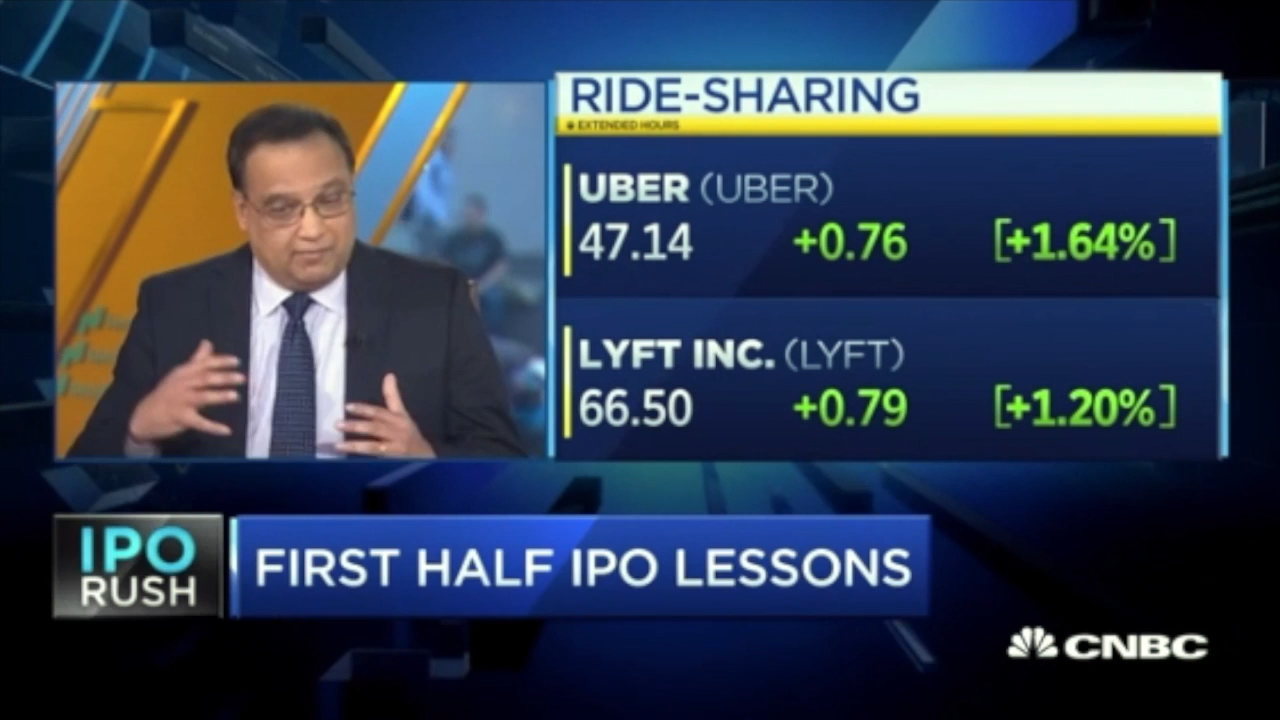 RIDE-SHARING
EXTENDED HOURS
UBER (UBER)
47.14 +0.76 [+1.64%]
LYFT INC. (LYFT)
66.50 +0.79 [+1.20%]
IPO
RUSH
FIRST HALF IPO LESSONS
CNBC